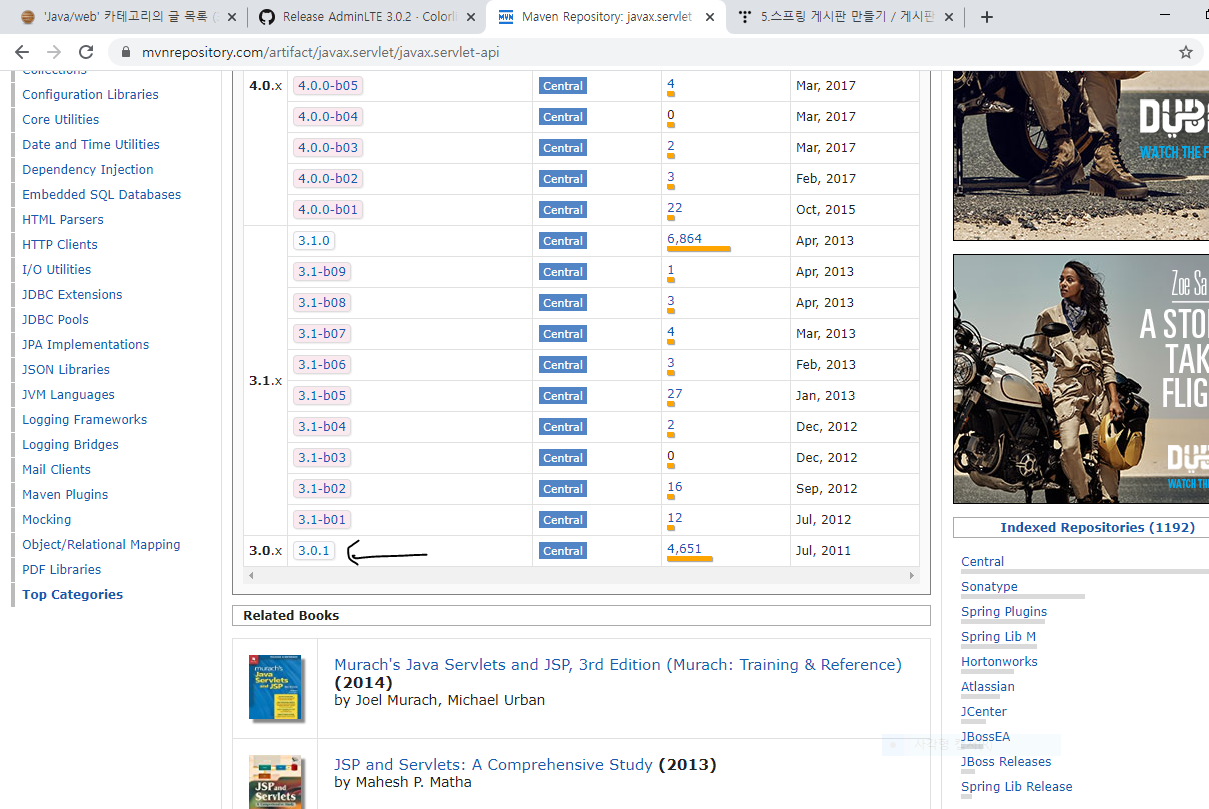 'Java/web' 카테고리의 글 목록
Release AdminLTE 3.0.2 · Colorli
MVN Maven Repository: javax.servlet
5.스프링 게시판 만들기 / 게시판
mvnrepository.com/artifact/javax.servlet/javax.servlet-api
Collections
Configuration Libraries
Core Utilities
Date and Time Utilities
Dependency Injection
Embedded SQL Databases
HTML Parsers
HTTP Clients
I/O Utilities
JDBC Extensions
JDBC Pools
JPA Implementations
JSON Libraries
JVM Languages
Logging Frameworks
Logging Bridges
Mail Clients
Maven Plugins
Mocking
Object/Relational Mapping
PDF Libraries
Top Categories
4.0.x 4.0.0-b05 Central 4 Mar, 2017
4.0.0-b04 Central 0 Mar, 2017
4.0.0-b03 Central 2 Mar, 2017
4.0.0-b02 Central 3 Feb, 2017
4.0.0-b01 Central 22 Oct, 2015
3.1.0 Central 6,864 Apr, 2013
3.1-b09 Central 1 Apr, 2013
3.1-b08 Central 3 Apr, 2013
3.1-b07 Central 4 Mar, 2013
3.1-b06 Central 3 Feb, 2013
3.1.x 3.1-b05 Central 27 Jan, 2013
3.1-b04 Central 2 Dec, 2012
3.1-b03 Central 0 Dec, 2012
3.1-b02 Central 16 Sep, 2012
3.1-b01 Central 12 Jul, 2012
3.0.x 3.0.1 Central 4,651 Jul, 2011
Related Books
murach's Java Servlets and JSP
Murach's Java Servlets and JSP, 3rd Edition (Murach: Training & Reference)
(2014)
by Joel Murach, Michael Urban
JSP and Servlets
JSP and Servlets: A Comprehensive Study (2013)
by Mahesh P. Matha
WATCH THE F
Zoe Sa
A STO
TAK
FLIG
WATCH THE
Indexed Repositories (1192)
Central
Sonatype
Spring Plugins
Spring Lib M
Hortonworks
Atlassian
JCenter
JBossEA
JBoss Releases
Spring Lib Release